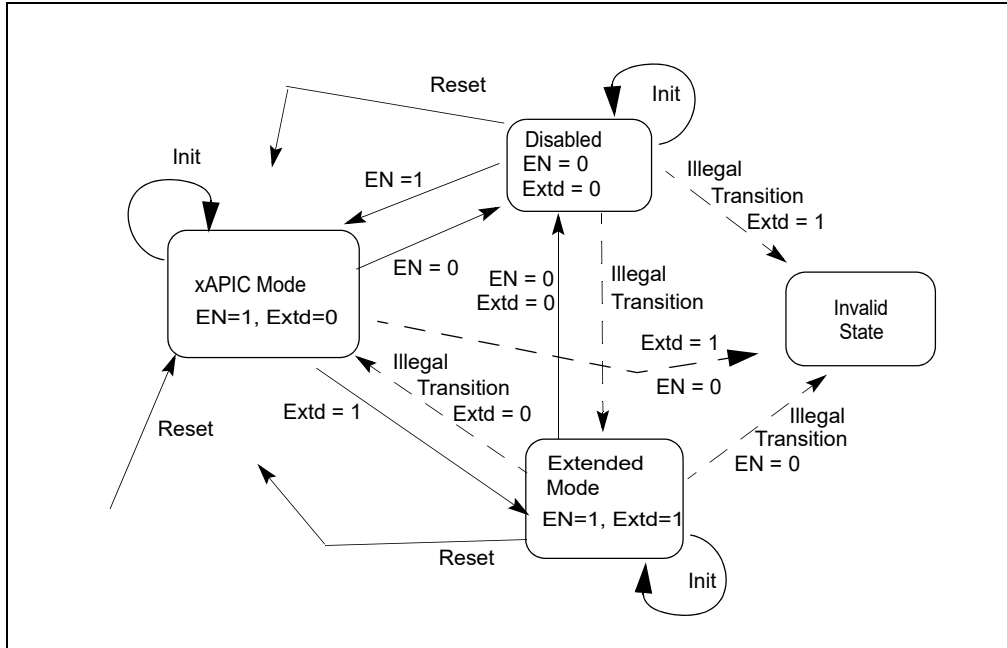 Reset
Init
Disabled
EN = 0
Extd = 0
Init
EN =1
Illegal
Transition
Extd = 1
xAPIC Mode
EN=1, Extd=0
EN = 0
EN = 0
Extd = 0
Illegal
Transition
Invalid
State
Extd = 1
EN = 0
Illegal
Transition
Extd = 0
Extd = 1
Reset
Illegal
Transition
EN = 0
Extended
Mode
EN=1, Extd=1
Reset
Init